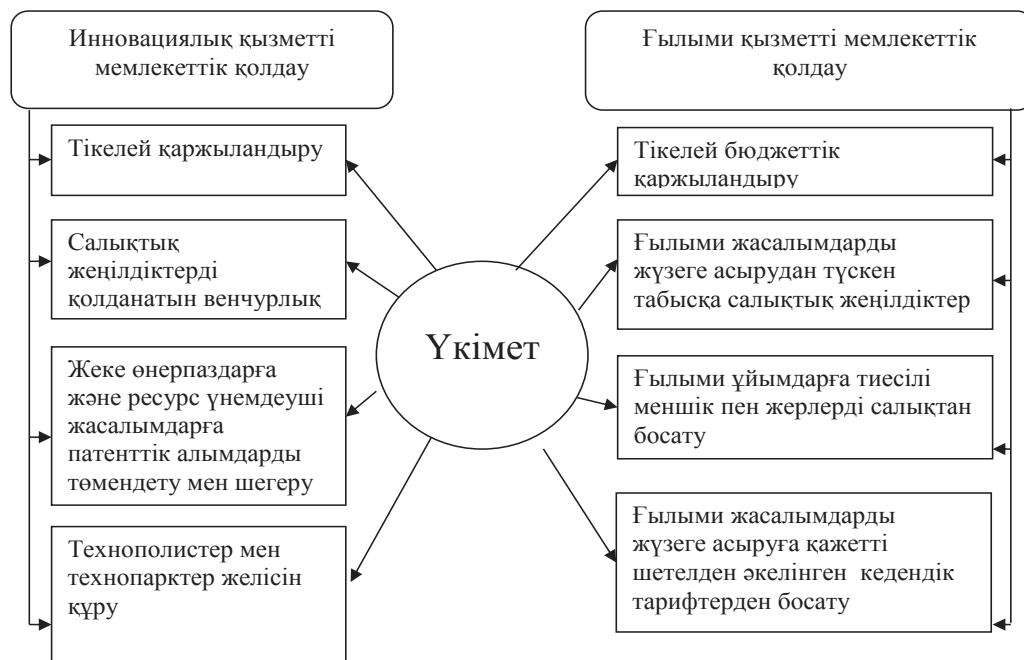 Инновациялық қызметті
мемлекеттік қолдау
Тікелей қаржыландыру
Салықтық
жеңілдіктерді
қолданатын венчурлық
Жеке өнерпаздарға
және ресурс үнемдеуші
жасалымдарға
патенттік алымдарды
төмендету мен шегеру
Технополистер мен
технопарктер желісін
құру
Үкімет
Ғылыми қызметті мемлекеттік
қолдау
Тікелей бюджеттік
қаржыландыру
Ғылыми жасалымдарды
жүзеге асырудан түскен
табысқа салықтық жеңілдіктер
Ғылыми ұйымдарға тиесілі
меншік пен жерлерді салықтан
босату
Ғылыми жасалымдарды
жүзеге асыруға қажетті
шетелден әкелінген кедендік
тарифтерден босату